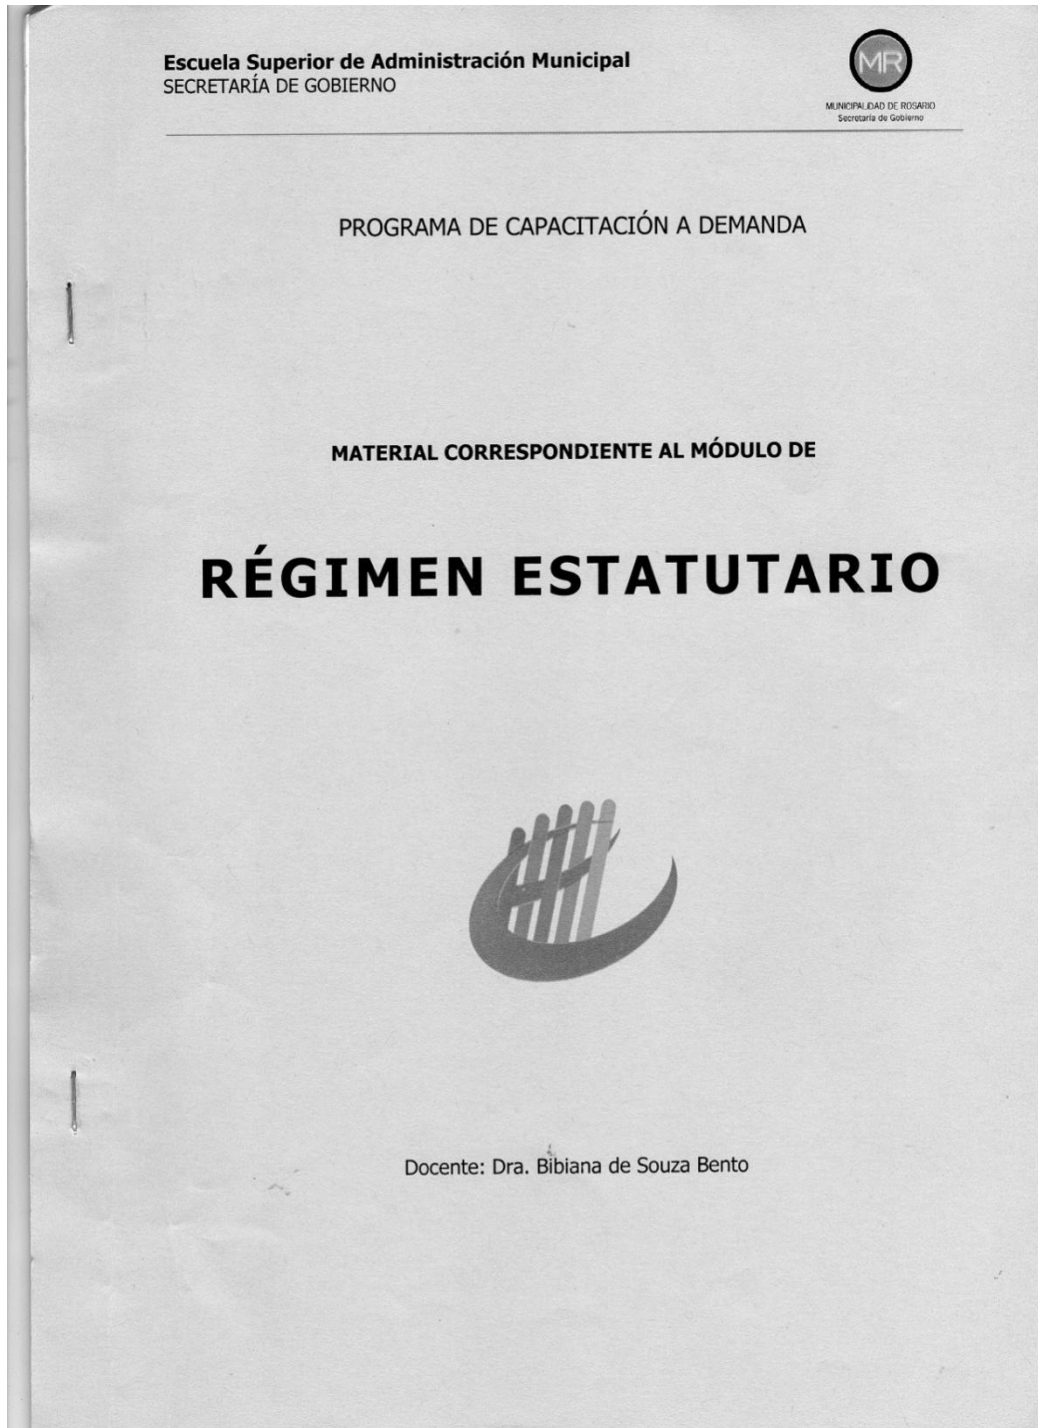 Escuela Superior de Administración Municipal
SECRETARÍA DE GOBIERNO
MR
MUNICIPALIDAD DE ROSARIO
Secretaría de Gobierno
PROGRAMA DE CAPACITACIÓN A DEMANDA
MATERIAL CORRESPONDIENTE AL MÓDULO DE
RÉGIMEN ESTATUTARIO
Docente: Dra. Bibiana de Souza Bento